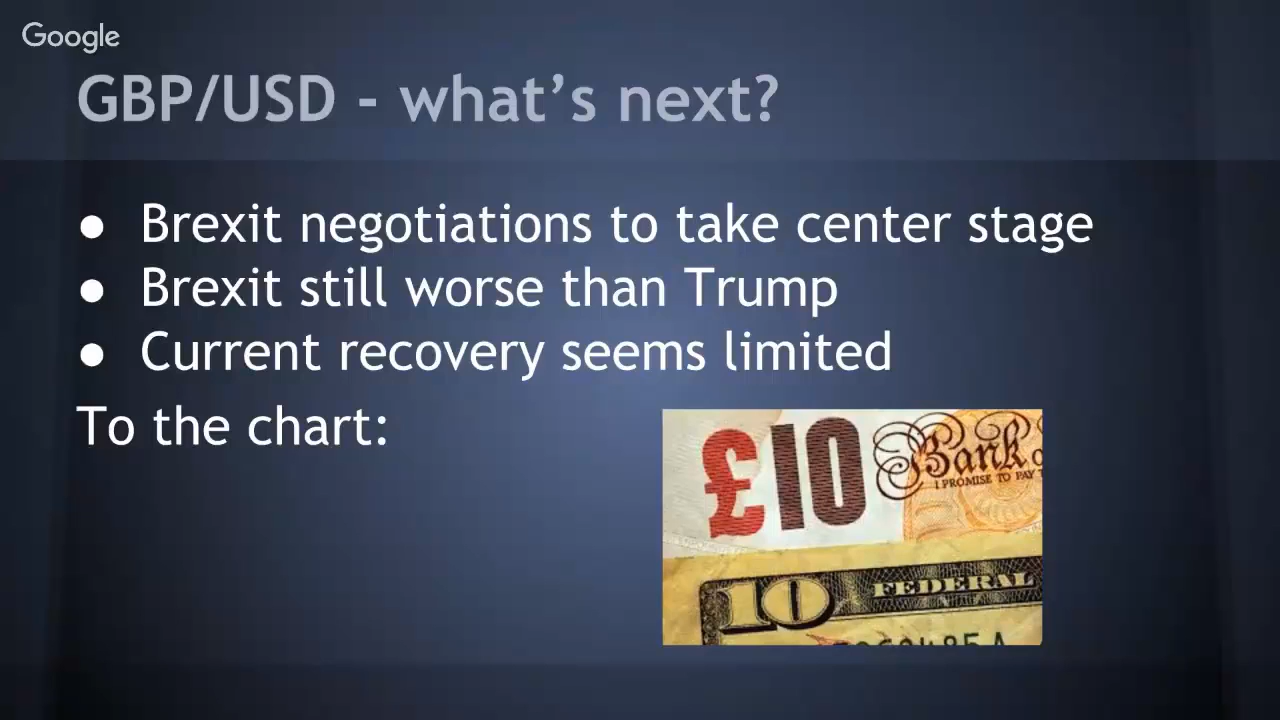 Google
GBP/USD - what's next?
● Brexit negotiations to take center stage
● Brexit still worse than Trump
● Current recovery seems limited
To the chart:
£10 Bank
I PROMISE TO PAY
10 FEDERAL